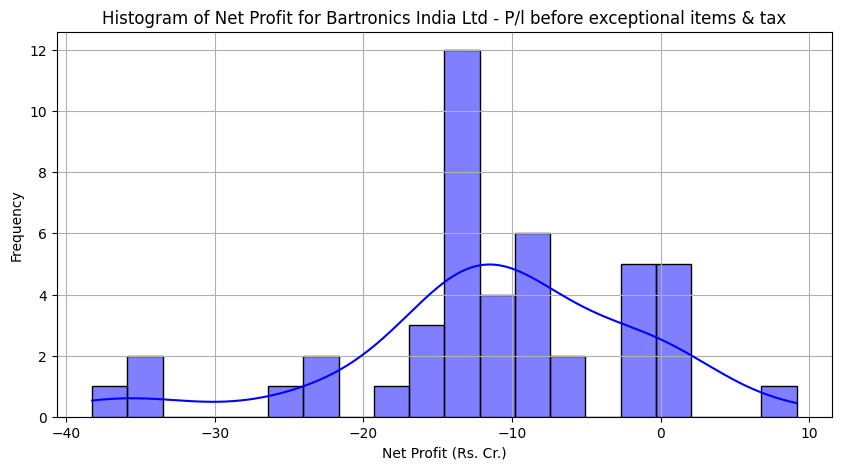 Histogram of Net Profit for Bartronics India Ltd - P/l before exceptional items & tax
Frequency
12
10
8
6
4
2
0
−40 −30 −20 −10 0 10
Net Profit (Rs. Cr.)